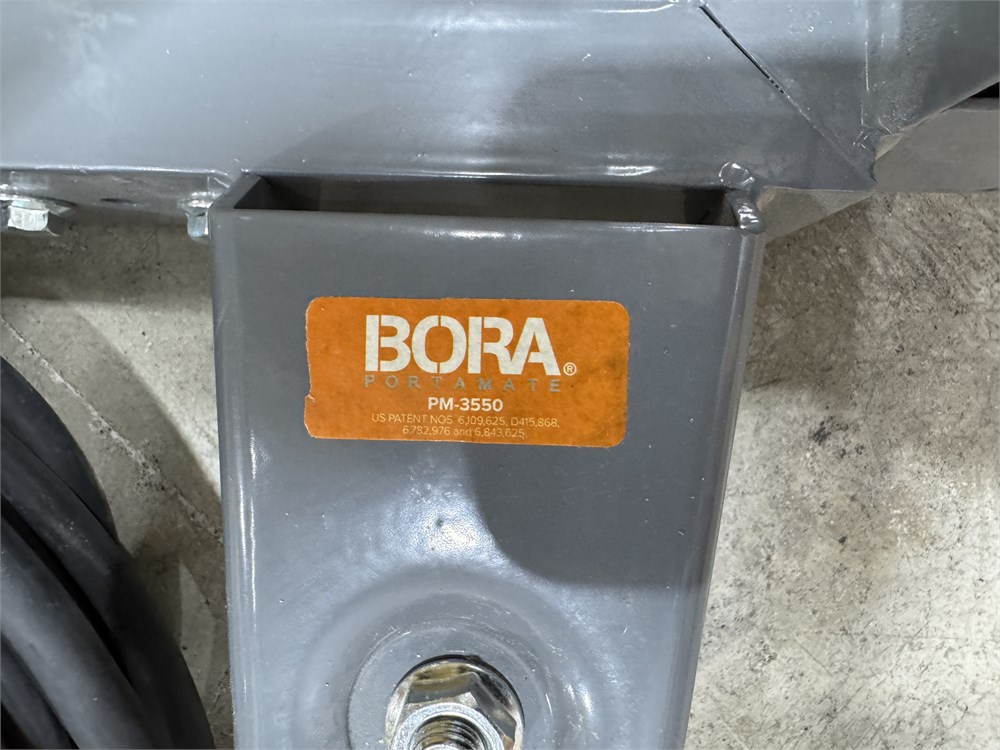 BORA®
PORTAMATE
PM-3550
US PATENT NOS. 6,109,625, D415,868,
6,782,976 and 6,843,625